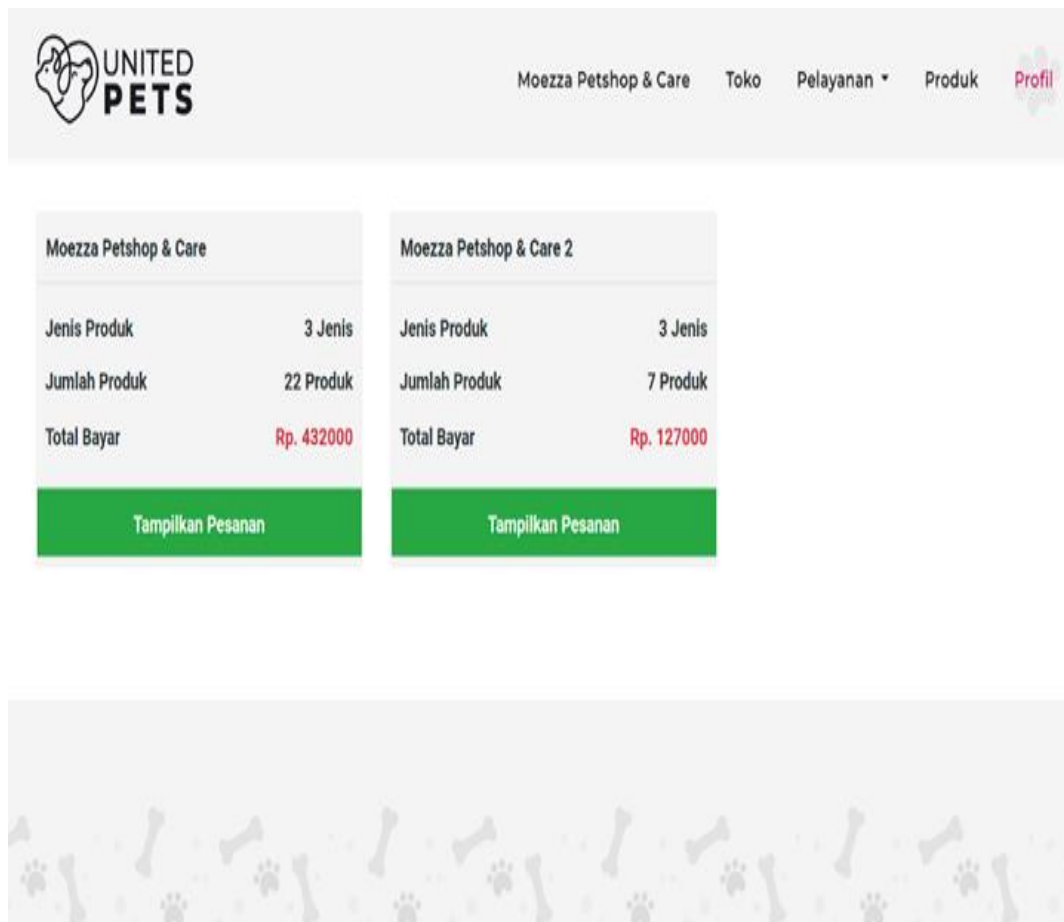 UNITED
PETS
Moezza Petshop & Care Toko Pelayanan Produk Profil
Moezza Petshop & Care
Jenis Produk 3 Jenis
Jumlah Produk 22 Produk
Total Bayar Rp. 432000
Tampilkan Pesanan
Moezza Petshop & Care 2
Jenis Produk 3 Jenis
Jumlah Produk 7 Produk
Total Bayar Rp. 127000
Tampilkan Pesanan